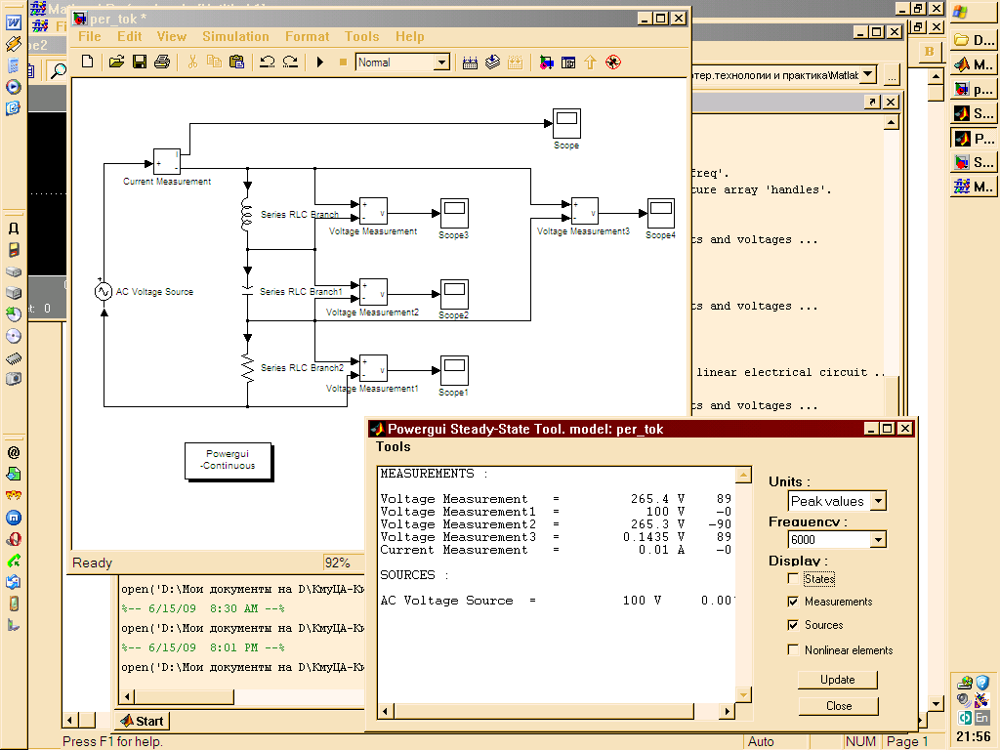 per_tok *
File Edit View Simulation Format Tools Help
Normal
Scope
Current Measurement
Series RLC Branch
Voltage Measurement
Scope3
Voltage Measurement3
Scope4
AC Voltage Source
Series RLC Branch1
Voltage Measurement2
Scope2
Series RLC Branch2
Voltage Measurement1
Scope1
Powergui
-Continuous
Ready
92%
тер.технологии и практика\Matlab
...
freq'.
ture array 'handles'.
ts and voltages ...
ts and voltages ...
linear electrical circuit ..
ts and voltages ...
Powergui Steady-State Tool. model: per_tok
Tools
MEASUREMENTS :
Voltage Measurement = 265.4 V 89
Voltage Measurement1 = 100 V -0
Voltage Measurement2 = 265.3 V -90
Voltage Measurement3 = 0.1435 V 89
Current Measurement = 0.01 A -0
SOURCES :
AC Voltage Source = 100 V 0.00
Units :
Peak values
Frequency :
6000
Display :
States
Measurements
Sources
Nonlinear elements
Update
Close
open('D:\Мои документы на D\КмуЦА-Ки
%-- 6/15/09 8:30 AM --%
open('D:\Мои документы на D\КмуЦА-Ки
%-- 6/15/09 8:01 PM --%
open('D:\Мои документы на D\КмуЦА-Ки
Start
Press F1 for help.
Auto
NUM
Page 1
D...
M...
p...
S...
P...
S...
M...
En
21:56